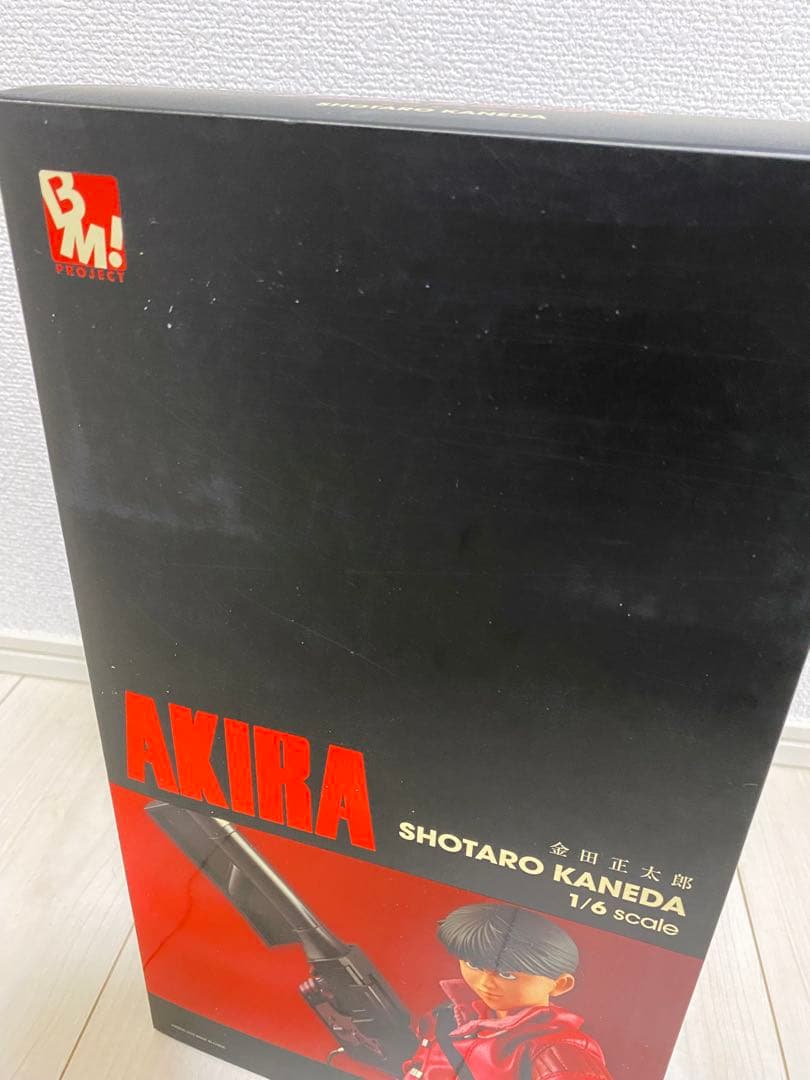 SHOTARO KANEDA
BM!
PROJECT
AKIRA
金田正太郎
SHOTARO KANEDA
1/6 scale